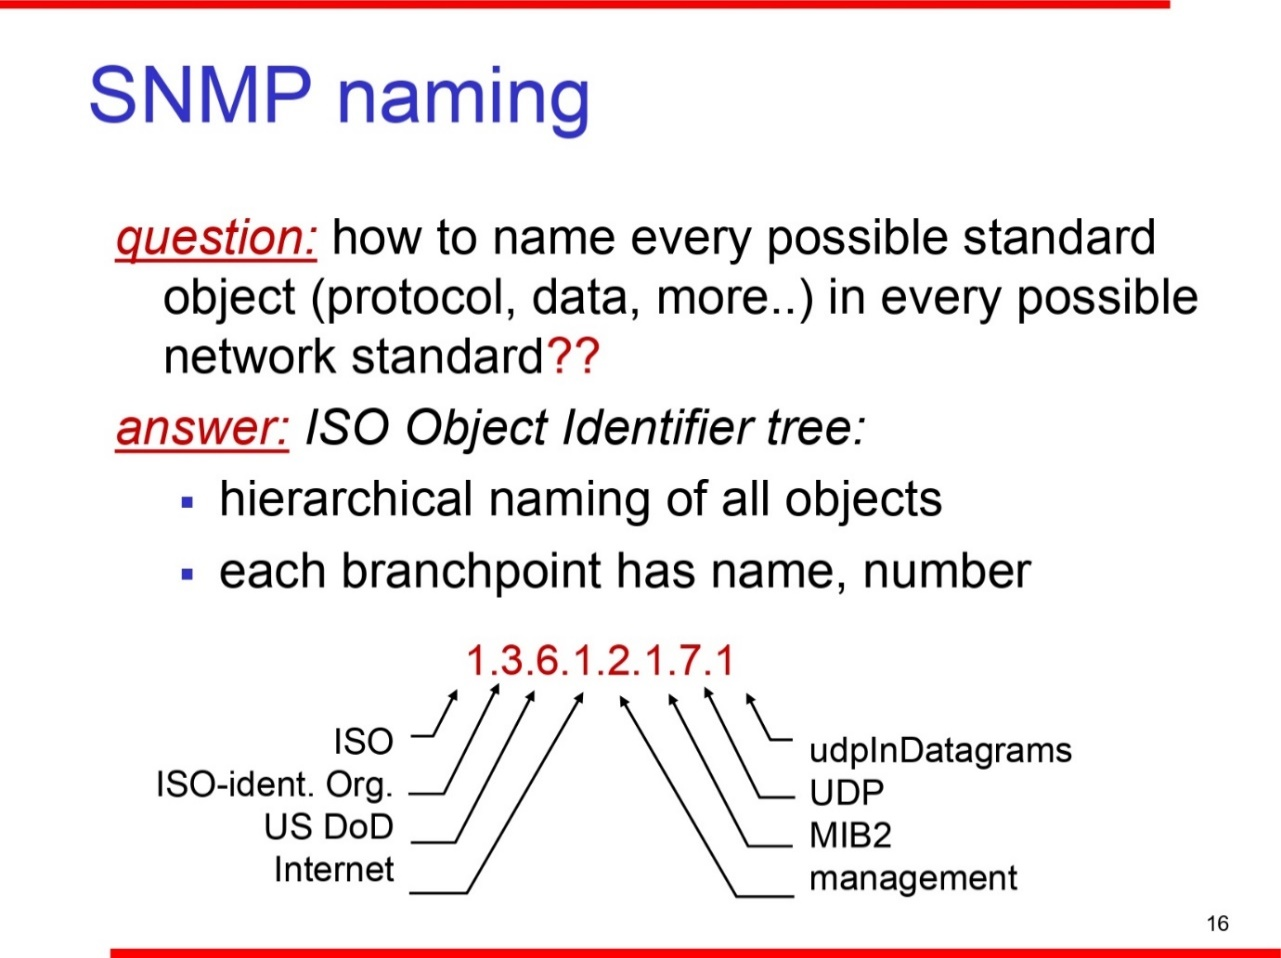 SNMP naming
question: how to name every possible standard
object (protocol, data, more..) in every possible
network standard??
answer: ISO Object Identifier tree:
▪ hierarchical naming of all objects
▪ each branchpoint has name, number
1.3.6.1.2.1.7.1
ISO
ISO-ident. Org.
US DoD
Internet
udpInDatagrams
UDP
MIB2
management
16